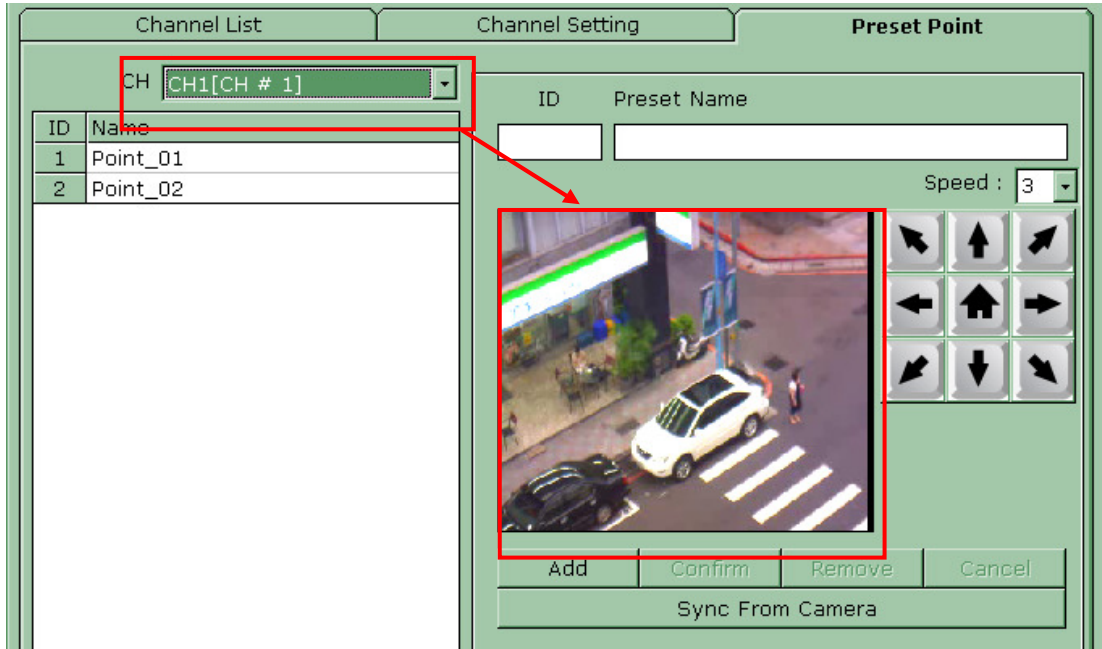 Channel List
Channel Setting
Preset Point
CH
CH1[CH # 1]
ID Name
1 Point_01
2 Point_02
ID Preset Name
Speed : 3
Add Confirm Remove Cancel
Sync From Camera